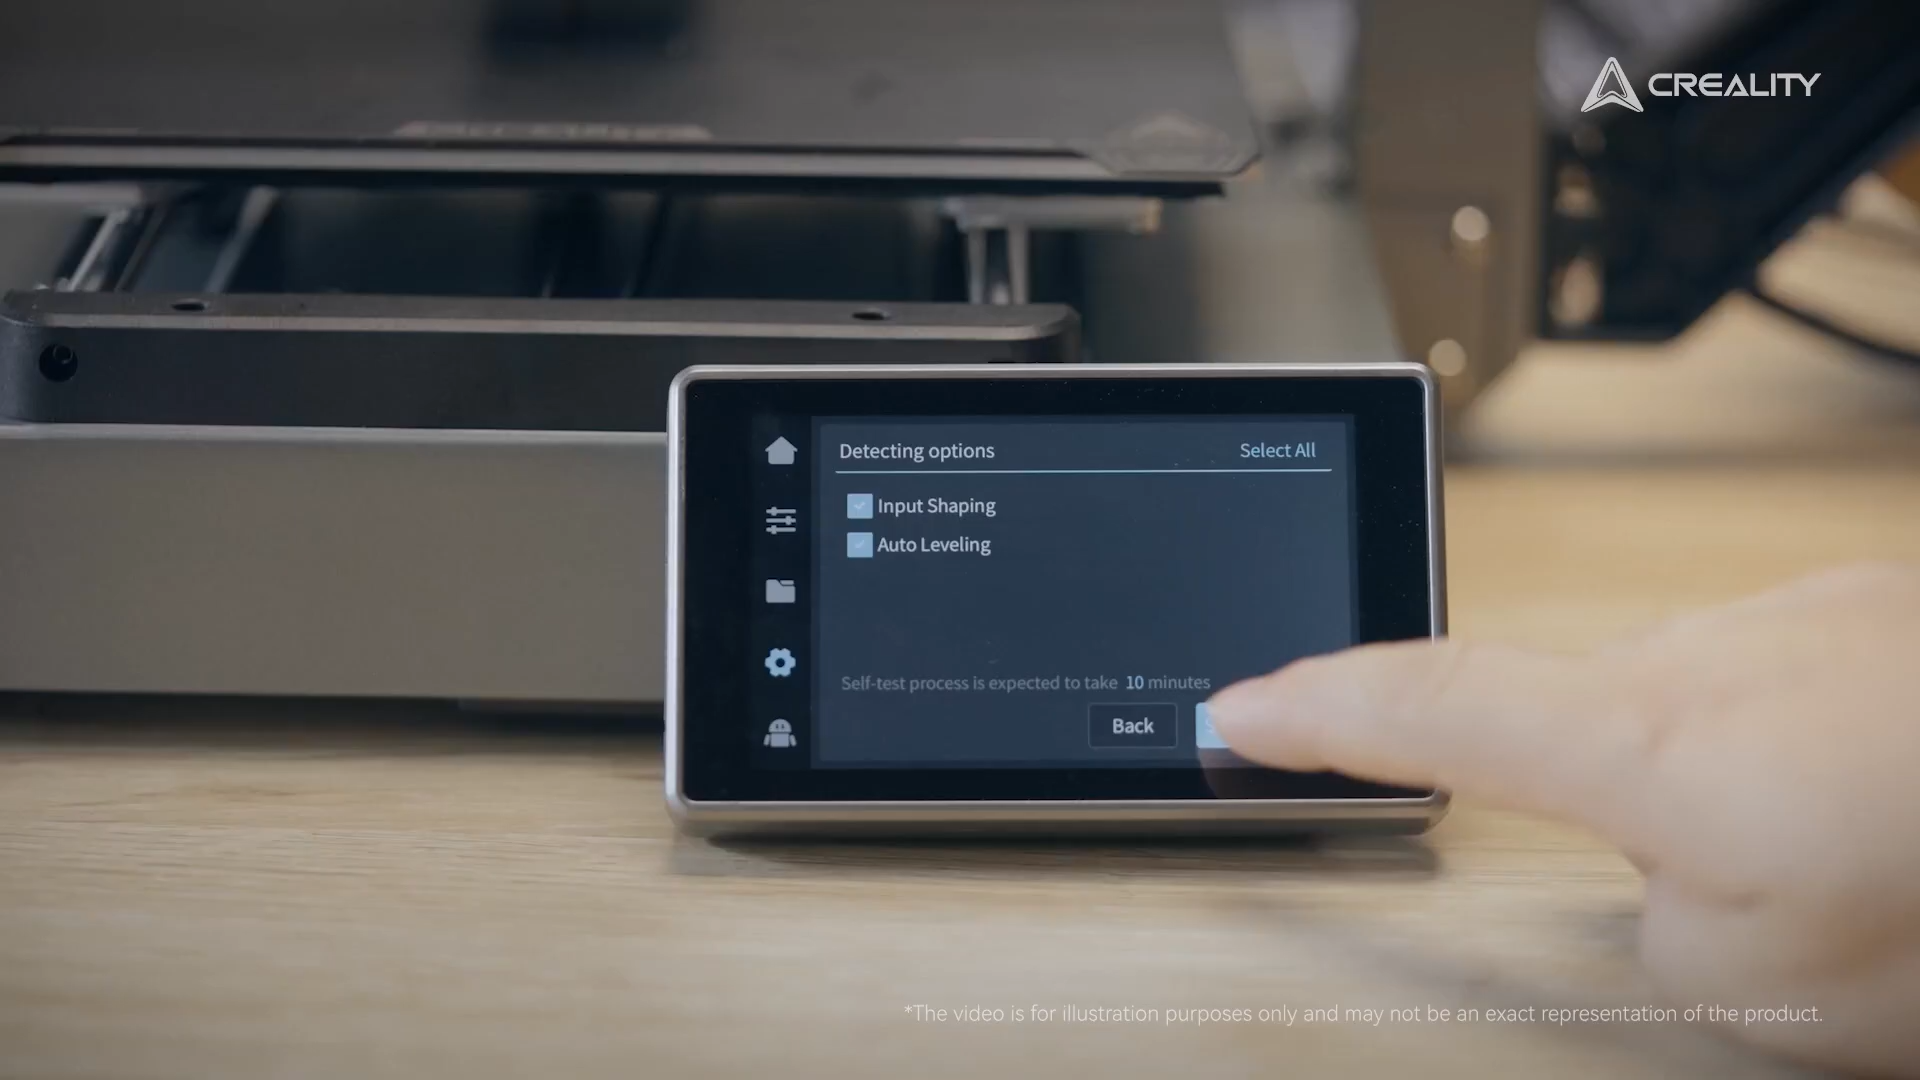 CREALITY
Detecting options
Select All
Input Shaping
Auto Leveling
Self-test process is expected to take 10 minutes
Back
*The video is for illustration purposes only and may not be an exact representation of the product.